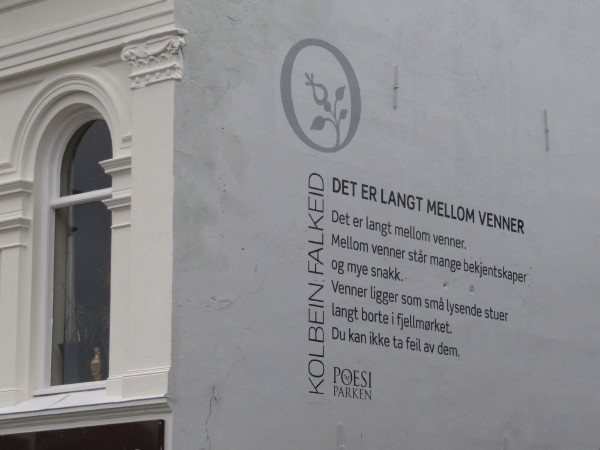 DET ER LANGT MELLOM VENNER
Det er langt mellom venner.
Mellom venner står mange bekjentskaper
og mye snakk.
Venner ligger som små lysende stuer
langt borte i fjellmørket.
Du kan ikke ta feil av dem.
KOLBEIN FALKEID
POESI
PARKEN